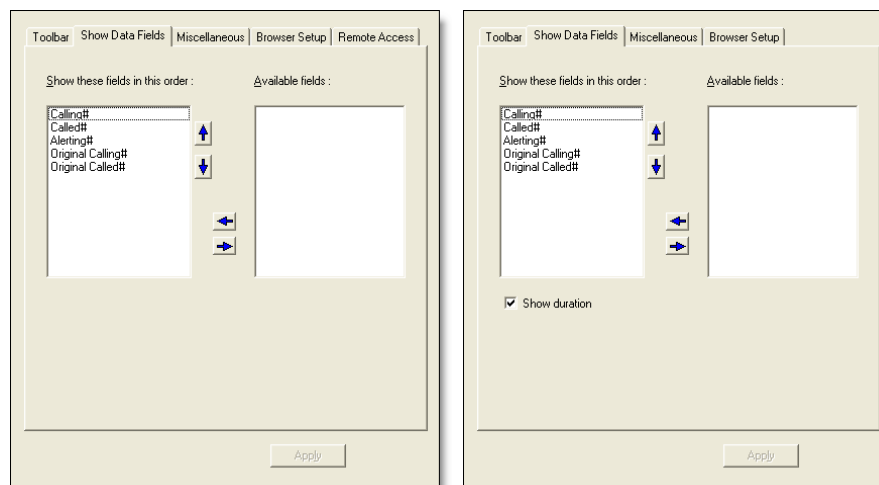 Toolbar Show Data Fields Miscellaneous Browser Setup Remote Access
Show these fields in this order :
Available fields :
Calling#
Called#
Alerting#
Original Calling#
Original Called#
Apply
Toolbar Show Data Fields Miscellaneous Browser Setup
Show these fields in this order :
Available fields :
Calling#
Called#
Alerting#
Original Calling#
Original Called#
Show duration
Apply